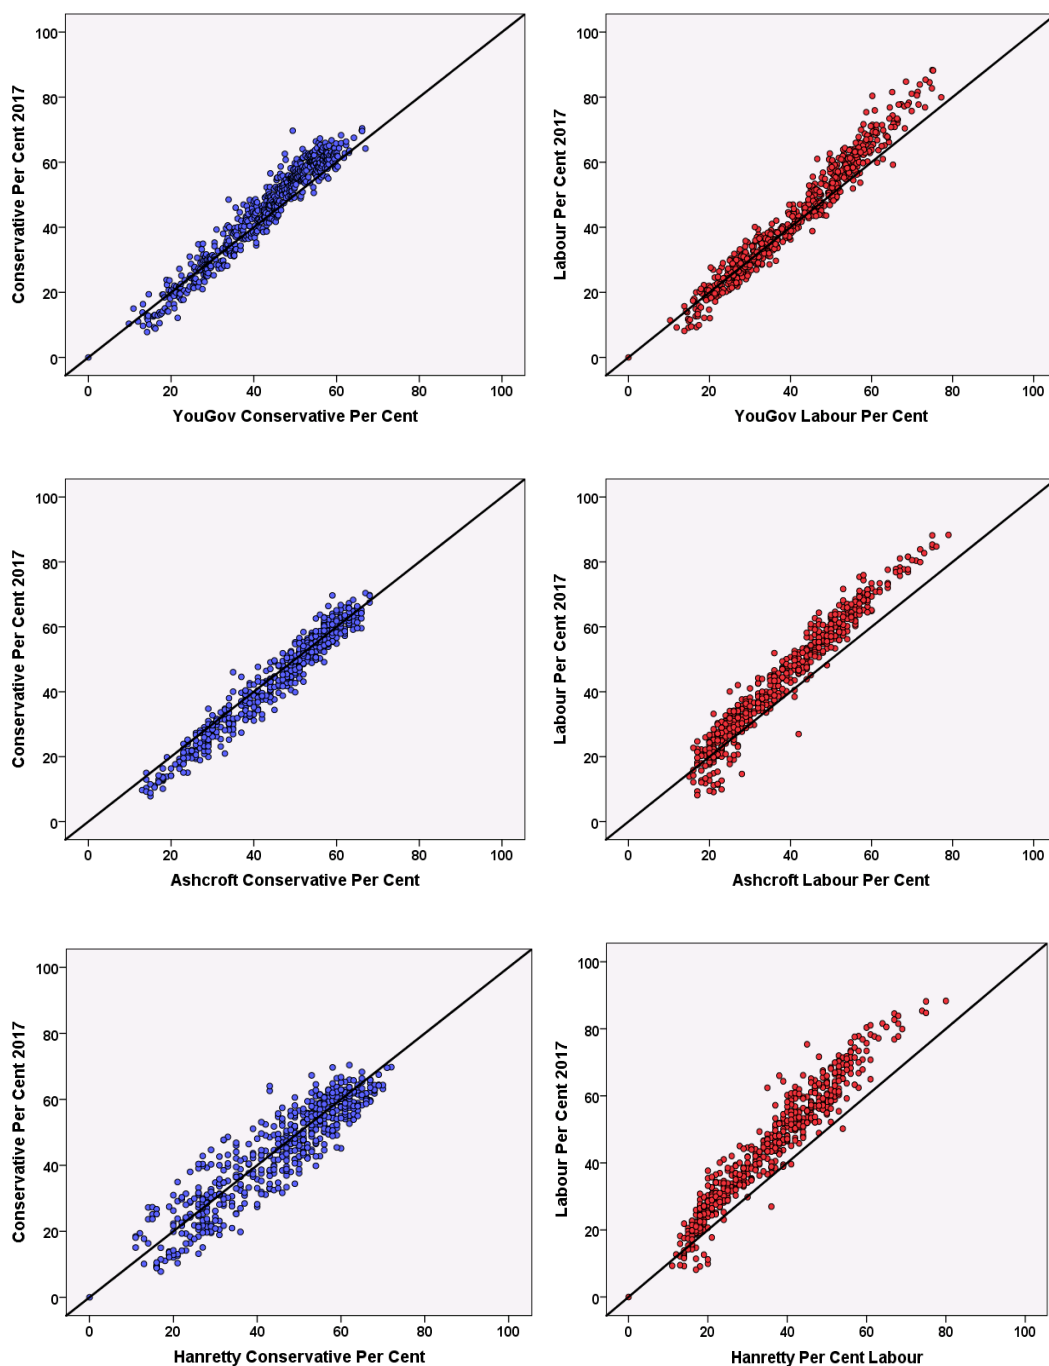 Conservative Per Cent 2017
100
80
60
40
20
0
0 20 40 60 80 100
YouGov Conservative Per Cent
Labour Per Cent 2017
100
80
60
40
20
0
0 20 40 60 80 100
YouGov Labour Per Cent
Conservative Per Cent 2017
100
80
60
40
20
0
0 20 40 60 80 100
Ashcroft Conservative Per Cent
Labour Per Cent 2017
100
80
60
40
20
0
0 20 40 60 80 100
Ashcroft Labour Per Cent
Conservative Per Cent 2017
100
80
60
40
20
0
0 20 40 60 80 100
Hanretty Conservative Per Cent
Labour Per Cent 2017
100
80
60
40
20
0
0 20 40 60 80 100
Hanretty Per Cent Labour